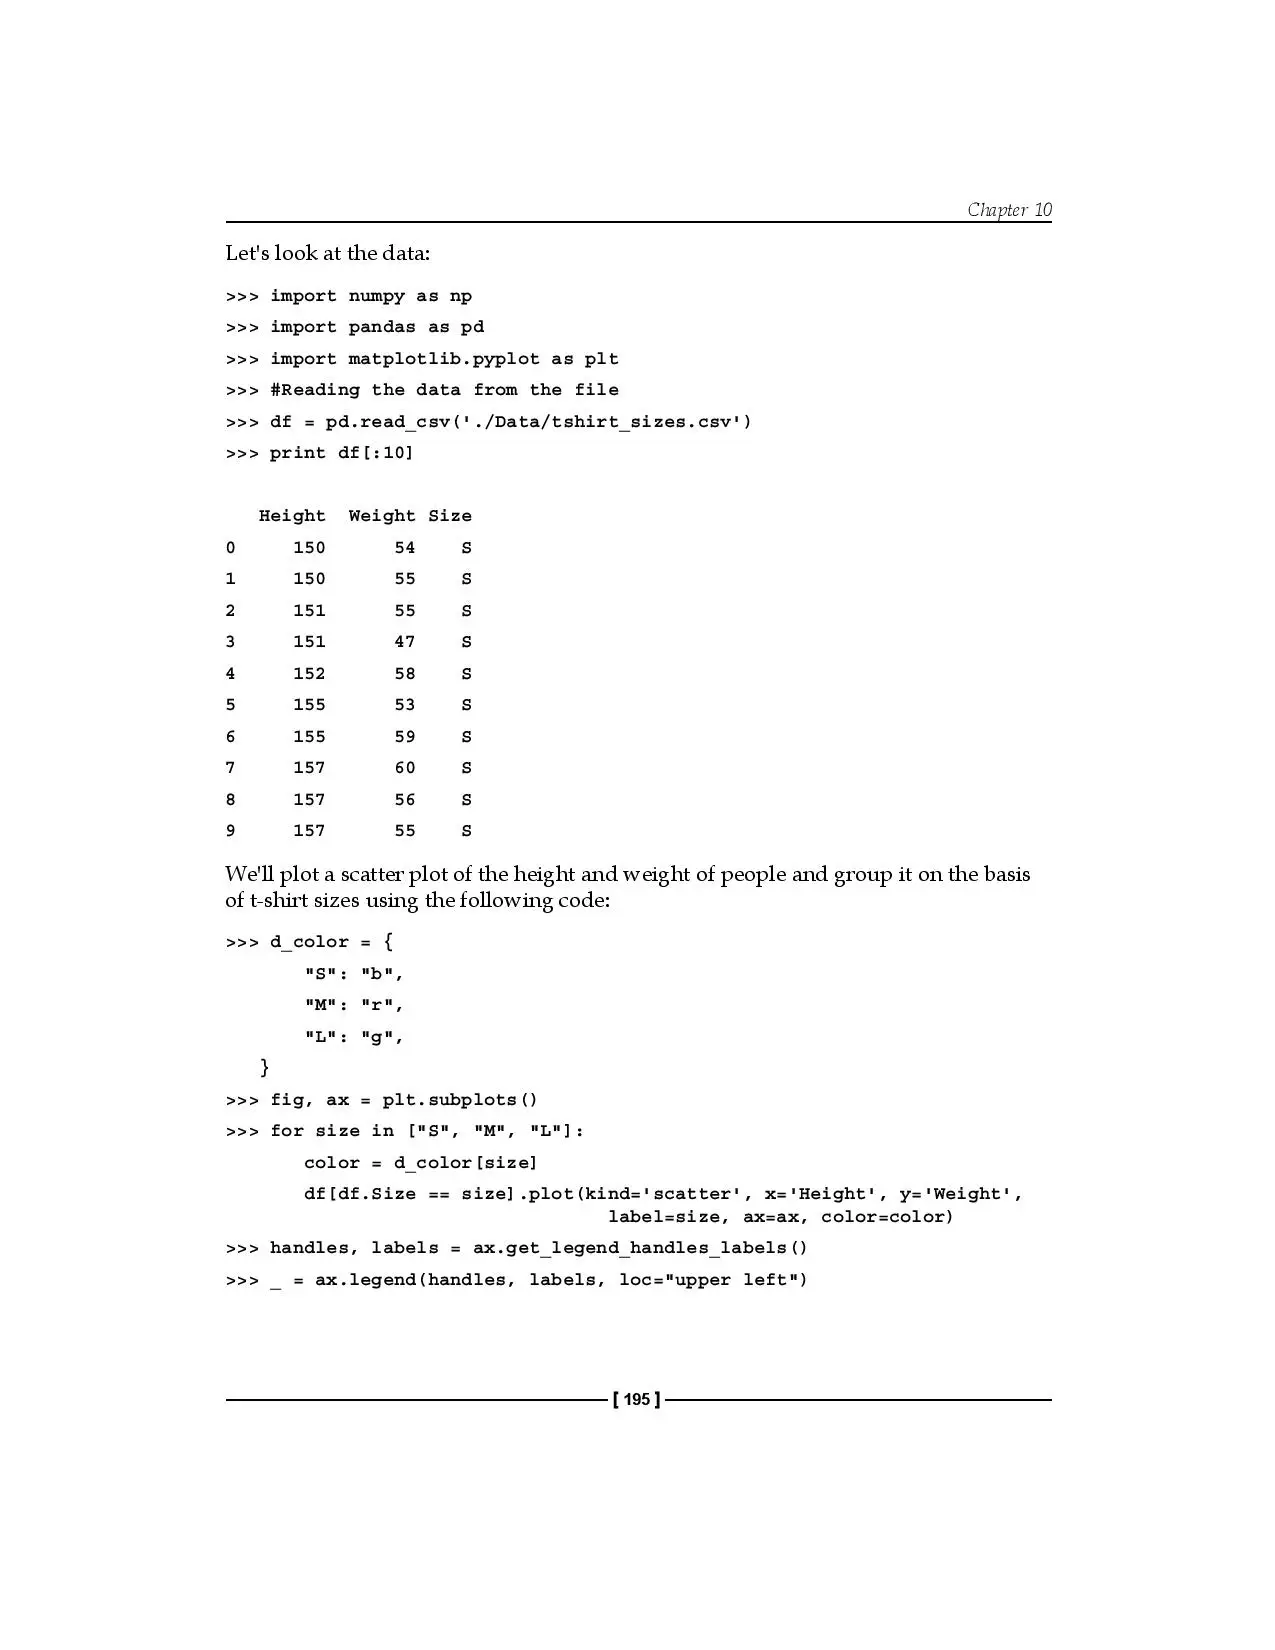 Chapter 10
Let's look at the data:
>>> import numpy as np
>>> import pandas as pd
>>> import matplotlib.pyplot as plt
>>> #Reading the data from the file
>>> df = pd.read_csv('./Data/tshirt_sizes.csv')
>>> print df[:10]
   Height  Weight Size
0     150      54    S
1     150      55    S
2     151      55    S
3     151      47    S
4     152      58    S
5     155      53    S
6     155      59    S
7     157      60    S
8     157      56    S
9     157      55    S
We'll plot a scatter plot of the height and weight of people and group it on the basis
of t-shirt sizes using the following code:
>>> d_color = {
       "S": "b",
       "M": "r",
       "L": "g",
   }
>>> fig, ax = plt.subplots()
>>> for size in ["S", "M", "L"]:
       color = d_color[size]
       df[df.Size == size].plot(kind='scatter', x='Height', y='Weight',
                                  label=size, ax=ax, color=color)
>>> handles, labels = ax.get_legend_handles_labels()
>>> _ = ax.legend(handles, labels, loc="upper left")
[ 195 ]